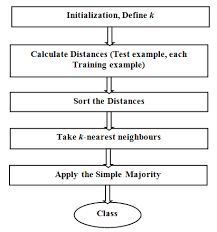 Initialization, Define k
Calculate Distances (Test example, each
Training example)
Sort the Distances
Take k-nearest neighbours
Apply the Simple Majority
Class